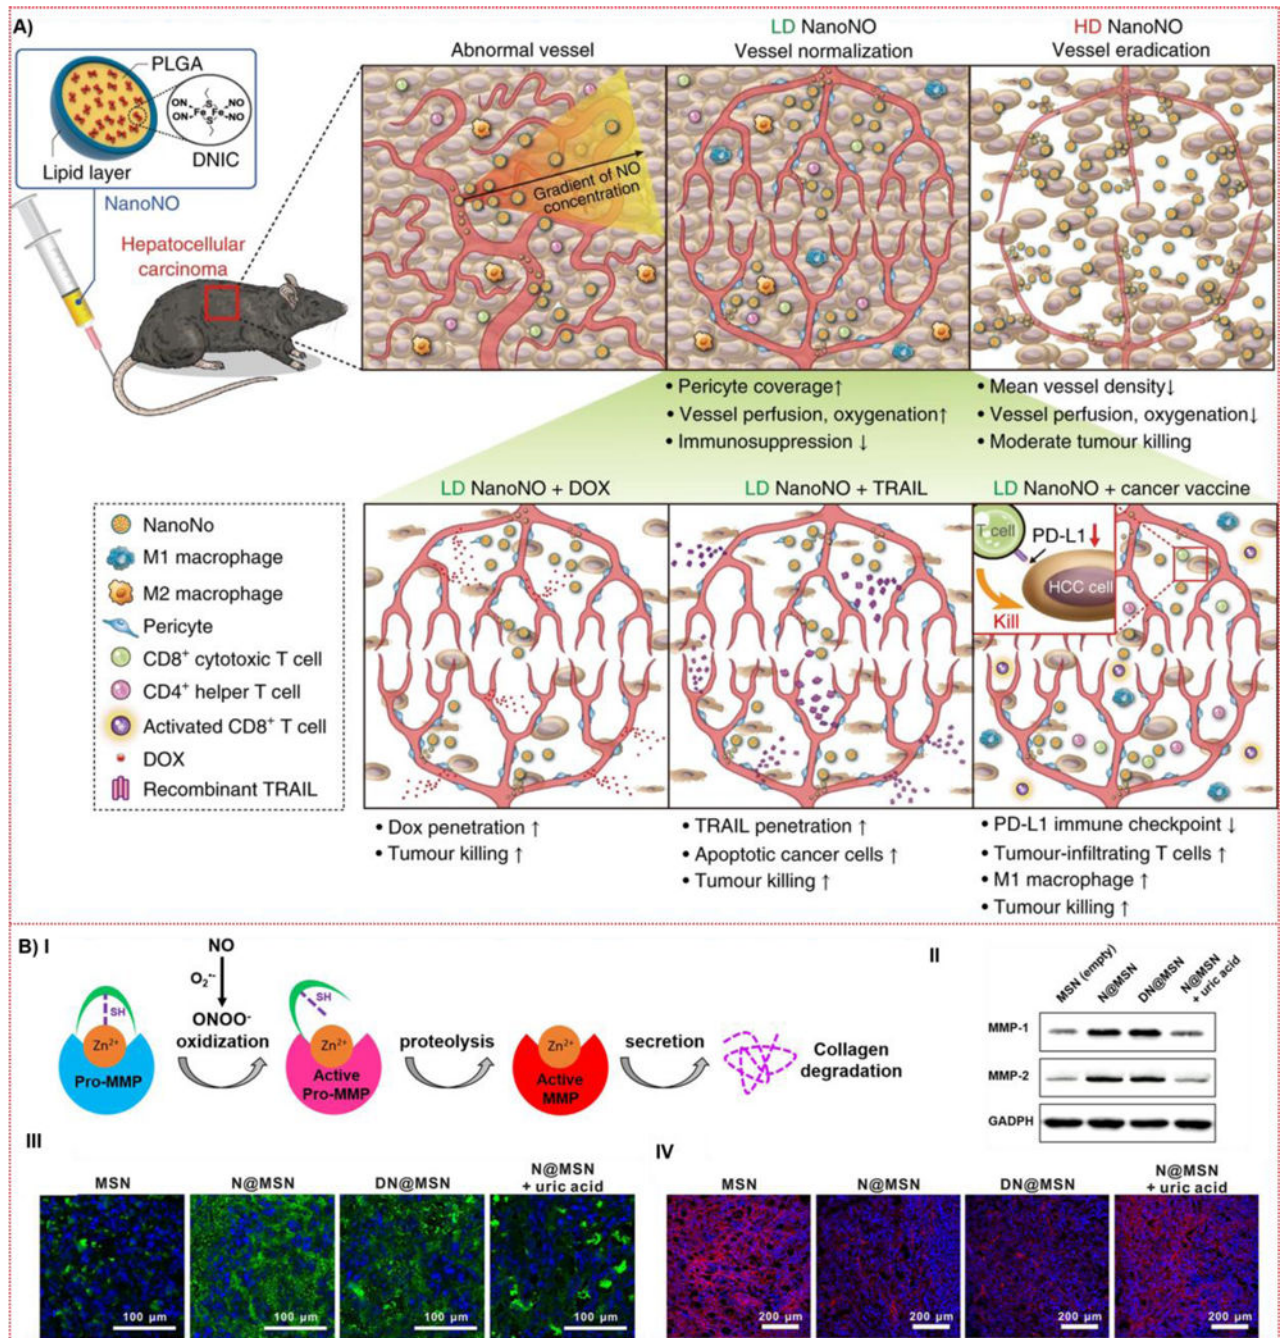 A)
PLGA
ON
NO
S
Fe Fe
ON
NO
S
Lipid layer
DNIC
NanoNO
Hepatocellular
carcinoma
Abnormal vessel
LD NanoNO
Vessel normalization
HD NanoNO
Vessel eradication
Gradient of NO
concentration
• Pericyte coverage↑
• Vessel perfusion, oxygenation↑
• Immunosuppression ↓
• Mean vessel density↓
• Vessel perfusion, oxygenation↓
• Moderate tumour killing
NanoNo
M1 macrophage
M2 macrophage
Pericyte
CD8⁺ cytotoxic T cell
CD4⁺ helper T cell
Activated CD8⁺ T cell
DOX
Recombinant TRAIL
LD NanoNO + DOX
LD NanoNO + TRAIL
LD NanoNO + cancer vaccine
T cell
PD-L1
HCC cell
Kill
• Dox penetration ↑
• Tumour killing ↑
• TRAIL penetration ↑
• Apoptotic cancer cells ↑
• Tumour killing ↑
• PD-L1 immune checkpoint ↓
• Tumour-infiltrating T cells ↑
• M1 macrophage ↑
• Tumour killing ↑
B) I
NO
O₂•-
ONOO⁻
oxidization
SH
Zn²⁺
Pro-MMP
SH
Zn²⁺
Active
Pro-MMP
proteolysis
Zn²⁺
Active
MMP
secretion
Collagen
degradation
II
MSN (empty)
N@MSN
DN@MSN
N@MSN
+ uric acid
MMP-1
MMP-2
GADPH
III
MSN
N@MSN
DN@MSN
N@MSN
+ uric acid
100 µm
100 µm
100 µm
100 µm
IV
MSN
N@MSN
DN@MSN
N@MSN
+ uric acid
200 µm
200 µm
200 µm
200 µm